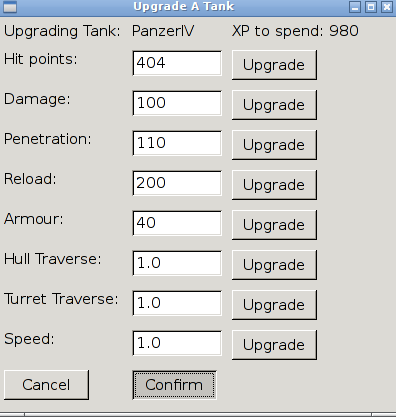 Upgrade A Tank
Upgrading Tank: PanzerIV XP to spend: 980
Hit points: 404 Upgrade
Damage: 100 Upgrade
Penetration: 110 Upgrade
Reload: 200 Upgrade
Armour: 40 Upgrade
Hull Traverse: 1.0 Upgrade
Turret Traverse: 1.0 Upgrade
Speed: 1.0 Upgrade
Cancel Confirm